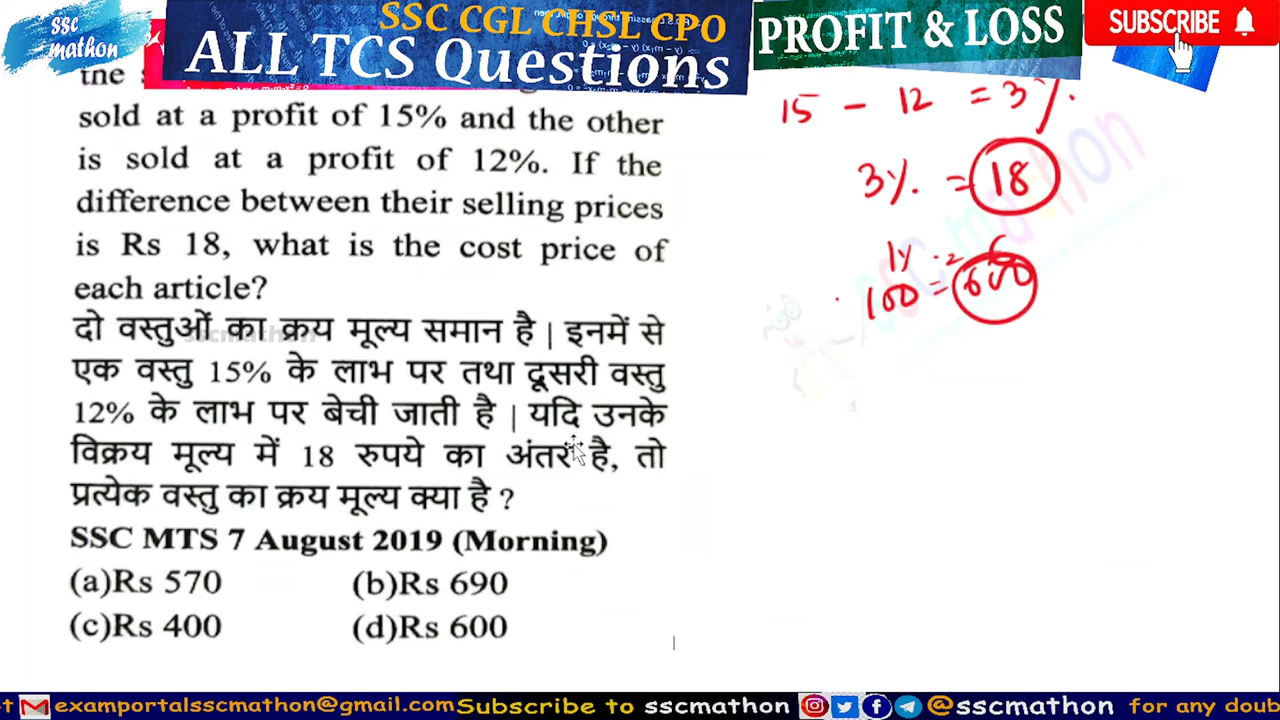 ssc
mathon
SSC CGL CHSL CPO
ALL TCS Questions
PROFIT & LOSS
SUBSCRIBE
the
sold at a profit of 15% and the other
is sold at a profit of 12%. If the
difference between their selling prices
is Rs 18, what is the cost price of
each article?
दो वस्तुओं का क्रय मूल्य समान है | इनमें से
एक वस्तु 15% के लाभ पर तथा दूसरी वस्तु
12% के लाभ पर बेची जाती है | यदि उनके
विक्रय मूल्य में 18 रुपये का अंतर है, तो
प्रत्येक वस्तु का क्रय मूल्य क्या है ?
SSC MTS 7 August 2019 (Morning)
(a)Rs 570 (b)Rs 690
(c)Rs 400 (d)Rs 600
15 - 12 = 3%.
3%. = 18
1% = 6
100 = 600
sscmathon
ssc mathon
examportalsscmathon@gmail.com Subscribe to sscmathon @sscmathon for any doub